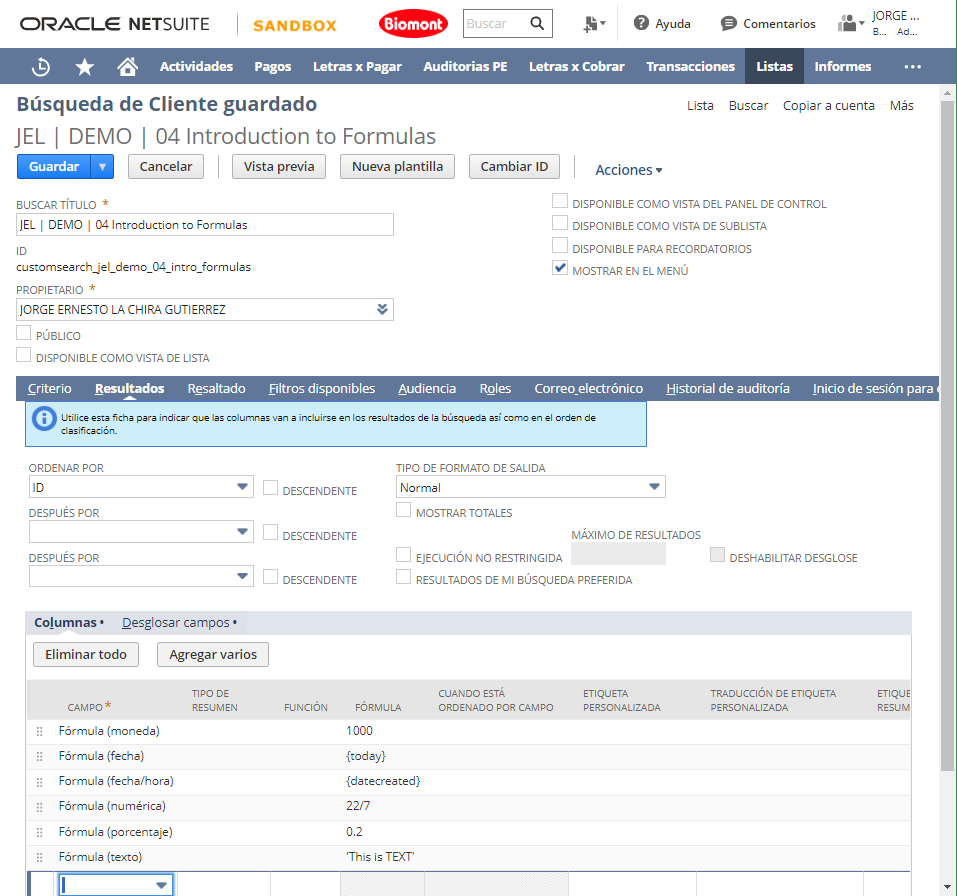 ORACLE NETSUITE SANDBOX Biomont Buscar Ayuda Comentarios JORGE ...
B... Ad...
Actividades Pagos Letras x Pagar Auditorias PE Letras x Cobrar Transacciones Listas Informes ...
Búsqueda de Cliente guardado Lista Buscar Copiar a cuenta Más
JEL | DEMO | 04 Introduction to Formulas
Guardar Cancelar Vista previa Nueva plantilla Cambiar ID Acciones
BUSCAR TÍTULO *
JEL | DEMO | 04 Introduction to Formulas
ID
customsearch_jel_demo_04_intro_formulas
PROPIETARIO *
JORGE ERNESTO LA CHIRA GUTIERREZ
PÚBLICO
DISPONIBLE COMO VISTA DE LISTA
DISPONIBLE COMO VISTA DEL PANEL DE CONTROL
DISPONIBLE COMO VISTA DE SUBLISTA
DISPONIBLE PARA RECORDATORIOS
MOSTRAR EN EL MENÚ
Criterio Resultados Resaltado Filtros disponibles Audiencia Roles Correo electrónico Historial de auditoría Inicio de sesión para
Utilice esta ficha para indicar que las columnas van a incluirse en los resultados de la búsqueda así como en el orden de
clasificación.
ORDENAR POR
ID DESCENDENTE
DESPUÉS POR
DESCENDENTE
DESPUÉS POR
DESCENDENTE
TIPO DE FORMATO DE SALIDA
Normal
MOSTRAR TOTALES
MÁXIMO DE RESULTADOS
EJECUCIÓN NO RESTRINGIDA DESHABILITAR DESGLOSE
RESULTADOS DE MI BÚSQUEDA PREFERIDA
Columnas • Desglosar campos •
Eliminar todo Agregar varios
CAMPO * TIPO DE RESUMEN FUNCIÓN FÓRMULA CUANDO ESTÁ ORDENADO POR CAMPO ETIQUETA PERSONALIZADA TRADUCCIÓN DE ETIQUETA PERSONALIZADA ETIQUE RESUM
Fórmula (moneda) 1000
Fórmula (fecha) {today}
Fórmula (fecha/hora) {datecreated}
Fórmula (numérica) 22/7
Fórmula (porcentaje) 0.2
Fórmula (texto) 'This is TEXT'